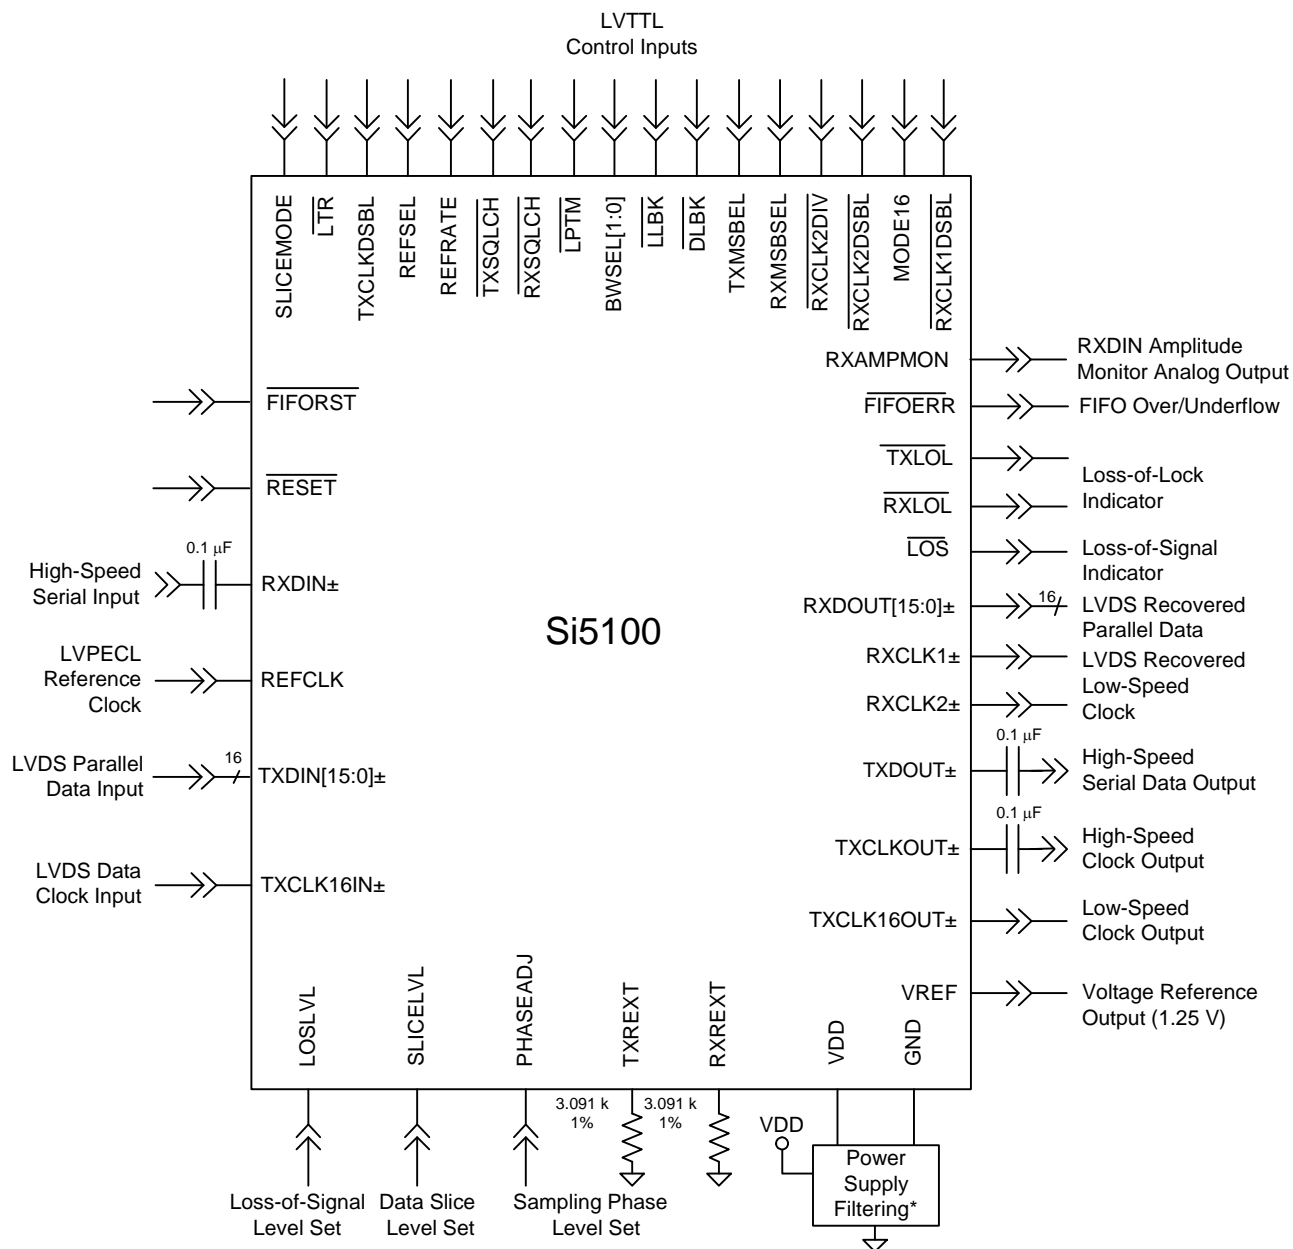 LVTTL
Control Inputs
SLICEMODE
LTR
TXCLKDSBL
REFSEL
REFRATE
TXSQLCH
RXSQLCH
LPTM
BWSEL[1:0]
LLBK
DLBK
TXMSBEL
RXMSBSEL
RXCLK2DIV
RXCLK2DSBL
MODE16
RXCLK1DSBL
FIFORST
RESET
0.1 μF
High-Speed
Serial Input
RXDIN±
LVPECL
Reference
Clock
REFCLK
LVDS Parallel
Data Input
16
TXDIN[15:0]±
LVDS Data
Clock Input
TXCLK16IN±
Si5100
RXAMPMON
RXDIN Amplitude
Monitor Analog Output
FIFOERR
FIFO Over/Underflow
TXLOL
RXLOL
Loss-of-Lock
Indicator
LOS
Loss-of-Signal
Indicator
RXDOUT[15:0]±
16
LVDS Recovered
Parallel Data
RXCLK1±
RXCLK2±
LVDS Recovered
Low-Speed
Clock
TXDOUT±
0.1 μF
High-Speed
Serial Data Output
TXCLKOUT±
0.1 μF
High-Speed
Clock Output
TXCLK16OUT±
Low-Speed
Clock Output
VREF
Voltage Reference
Output (1.25 V)
LOSLVL
SLICELVL
PHASEADJ
TXREXT
RXREXT
VDD
GND
3.091 k
1%
3.091 k
1%
VDD
Power
Supply
Filtering*
Loss-of-Signal
Level Set
Data Slice
Level Set
Sampling Phase
Level Set